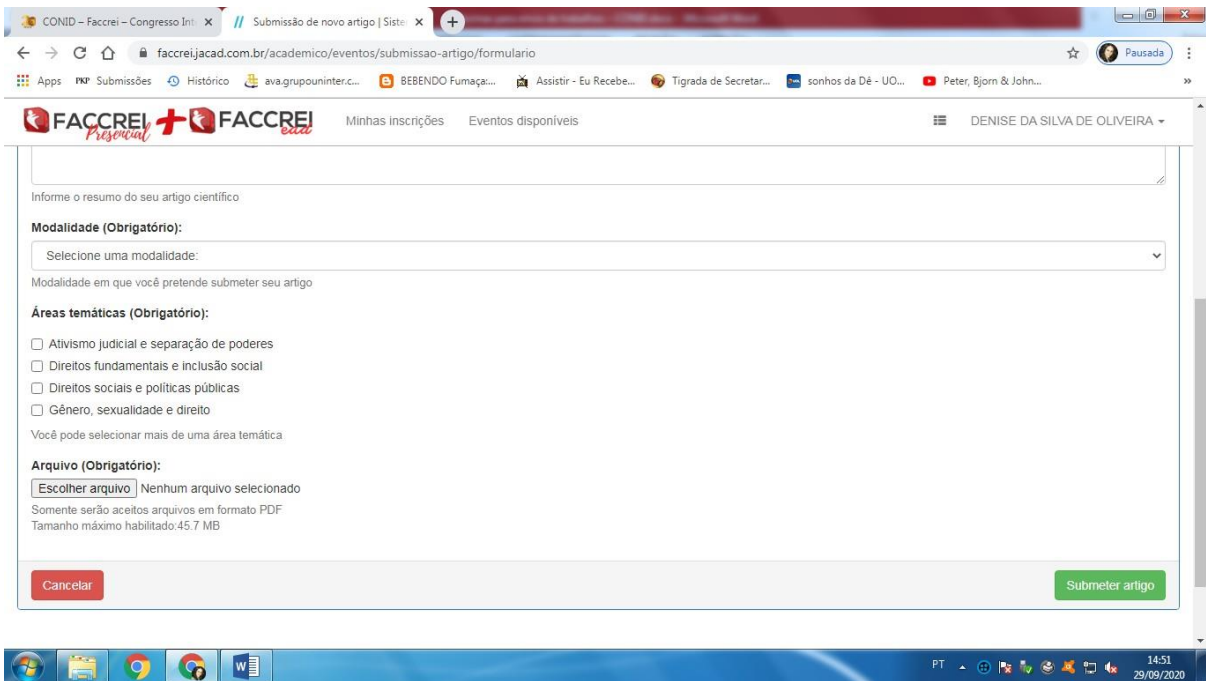 CONID – Faccrei – Congresso Int
Submissão de novo artigo | Siste
faccrei.jacad.com.br/academico/eventos/submissao-artigo/formulario
Pausada
Apps
PKP Submissões
Histórico
ava.grupouninter.c...
BEBENDO Fumaça:...
Assistir - Eu Recebe...
Tigrada de Secretar...
sonhos da Dê - UO...
Peter, Bjorn & John...
»
FACCREI Presencial + FACCREI ead
Minhas inscrições
Eventos disponíveis
DENISE DA SILVA DE OLIVEIRA
Informe o resumo do seu artigo científico
Modalidade (Obrigatório):
Selecione uma modalidade:
Modalidade em que você pretende submeter seu artigo
Áreas temáticas (Obrigatório):
Ativismo judicial e separação de poderes
Direitos fundamentais e inclusão social
Direitos sociais e políticas públicas
Gênero, sexualidade e direito
Você pode selecionar mais de uma área temática
Arquivo (Obrigatório):
Escolher arquivo Nenhum arquivo selecionado
Somente serão aceitos arquivos em formato PDF
Tamanho máximo habilitado:45.7 MB
Cancelar
Submeter artigo
PT
14:51
29/09/2020